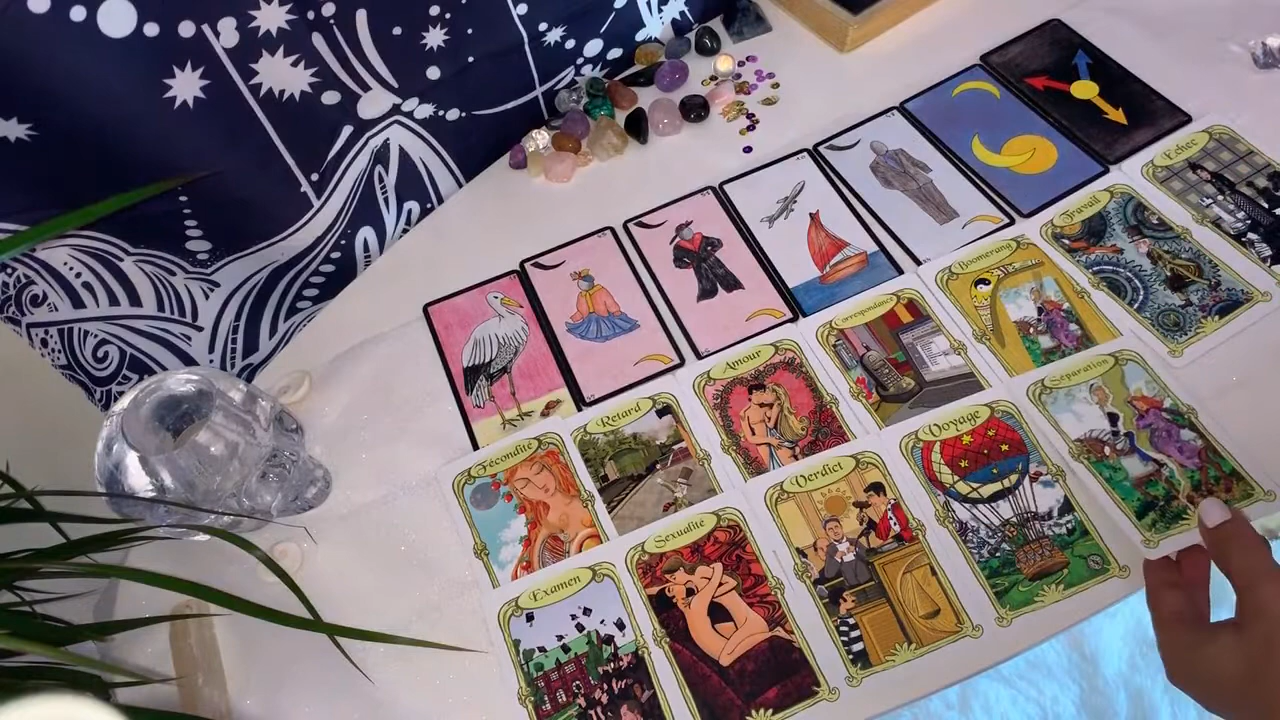 Echec
Travail
Boomerang
Correspondance
Amour
Retard
Fécondité
Séparation
Voyage
Verdict
Sexualité
Examen